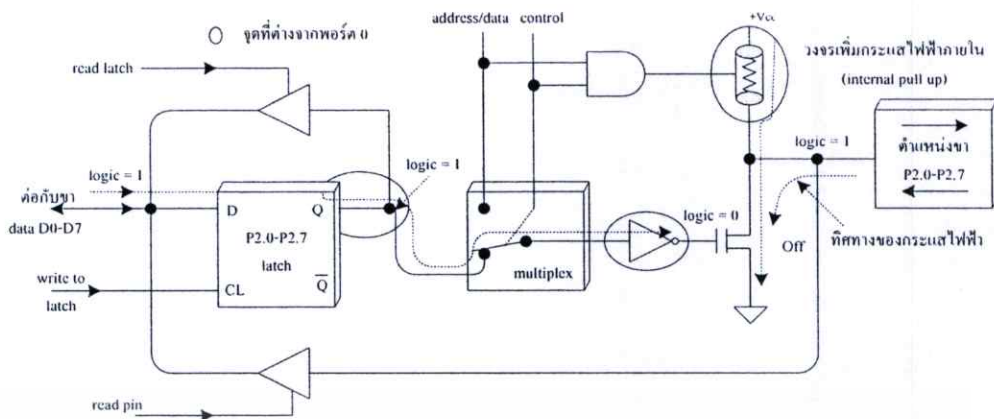 address/data control
+Vcc
จุดที่ต่างจากพอร์ต 0
วงจรเพิ่มกระแสไฟฟ้าภายใน
(internal pull up)
read latch
logic = 1
ตำแหน่งขา
P2.0-P2.7
logic = 1
logic = 1
ต่อกับขา
data D0-D7
D
Q
P2.0-P2.7
latch
Q
CL
logic = 0
multiplex
Off
ทิศทางของกระแสไฟฟ้า
write to
latch
read pin